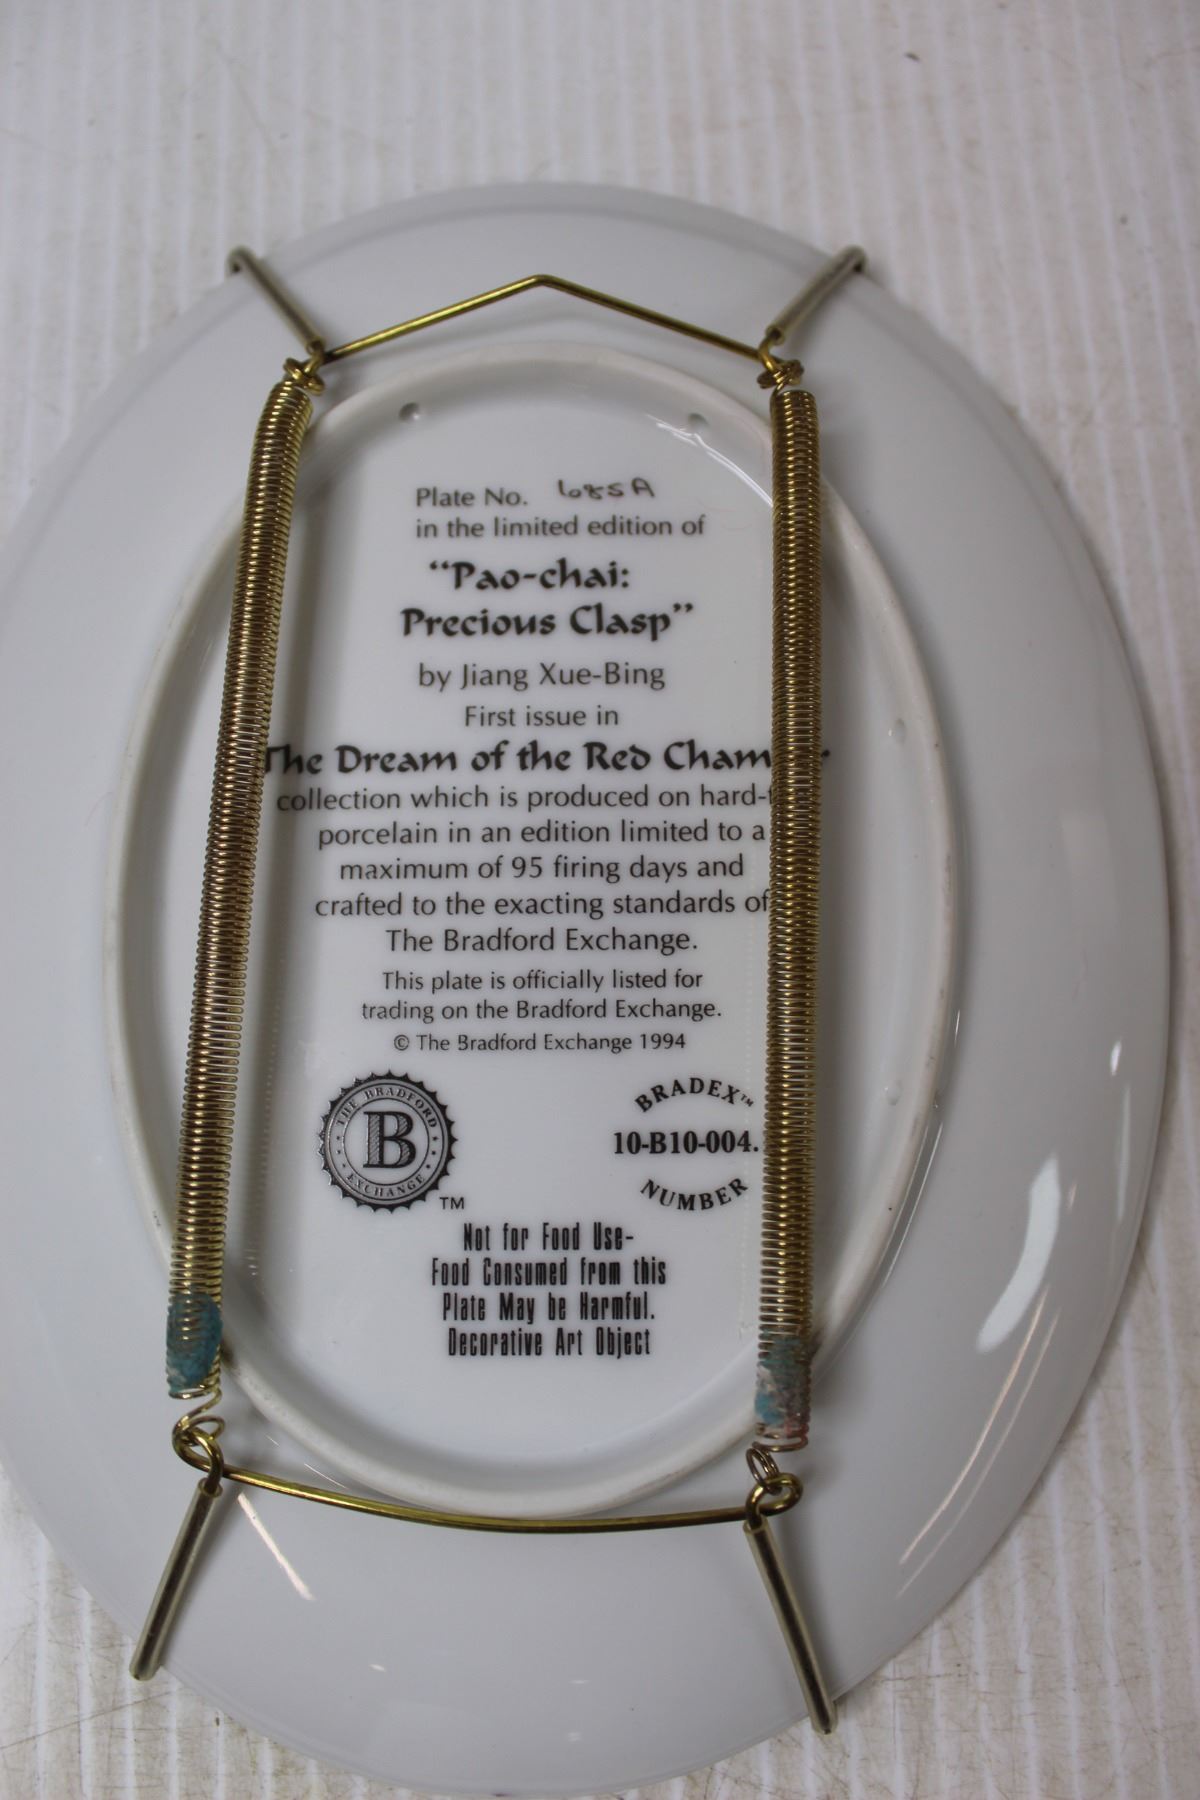 Plate No. 685A
in the limited edition of
“Pao-chai:
Precious Clasp”
by Jiang Xue-Bing
First issue in
The Dream of the Red
collection which is produced on
porcelain in an edition limited to a
maximum of 95 firing days and
crafted to the exacting standards of
The Bradford Exchange.
This plate is officially listed for
trading on the Bradford Exchange.
© The Bradford Exchange 1994
THE BRADFORD
B
EXCHANGE
TM
BRADEX™
10-B10-004.
NUMBER
Not for Food Use-
Food Consumed from this
Plate May be Harmful.
Decorative Art Object